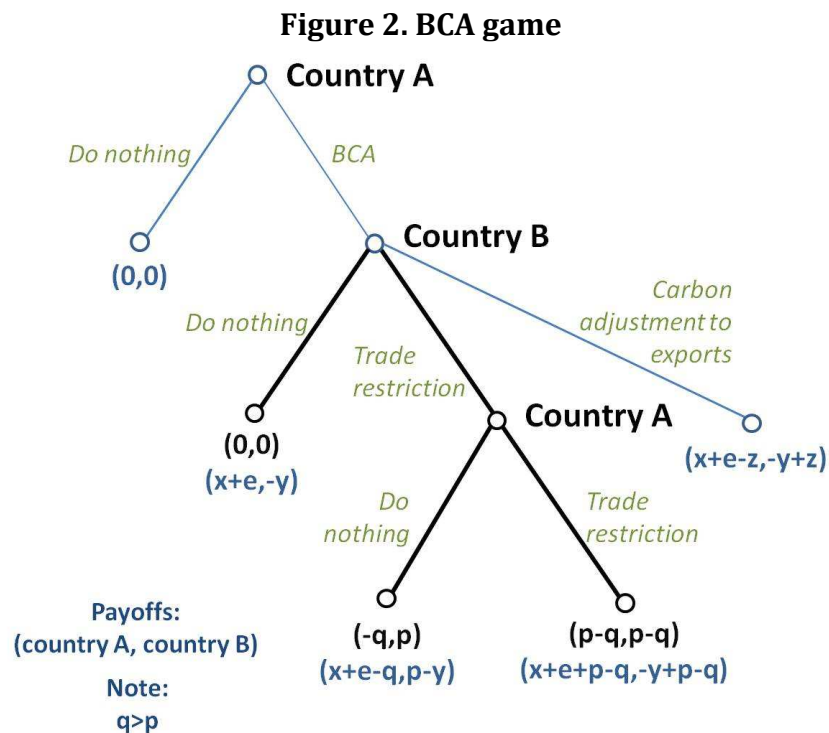 Figure 2. BCA game
Country A
Do nothing
BCA
Country B
(0,0)
Do nothing
Trade
restriction
Carbon
adjustment to
exports
Country A
(0,0)
(x+e,-y)
(x+e-z,-y+z)
Do
nothing
Trade
restriction
Payoffs:
(country A, country B)
Note:
q>p
(-q,p)
(x+e-q,p-y)
(p-q,p-q)
(x+e+p-q,-y+p-q)